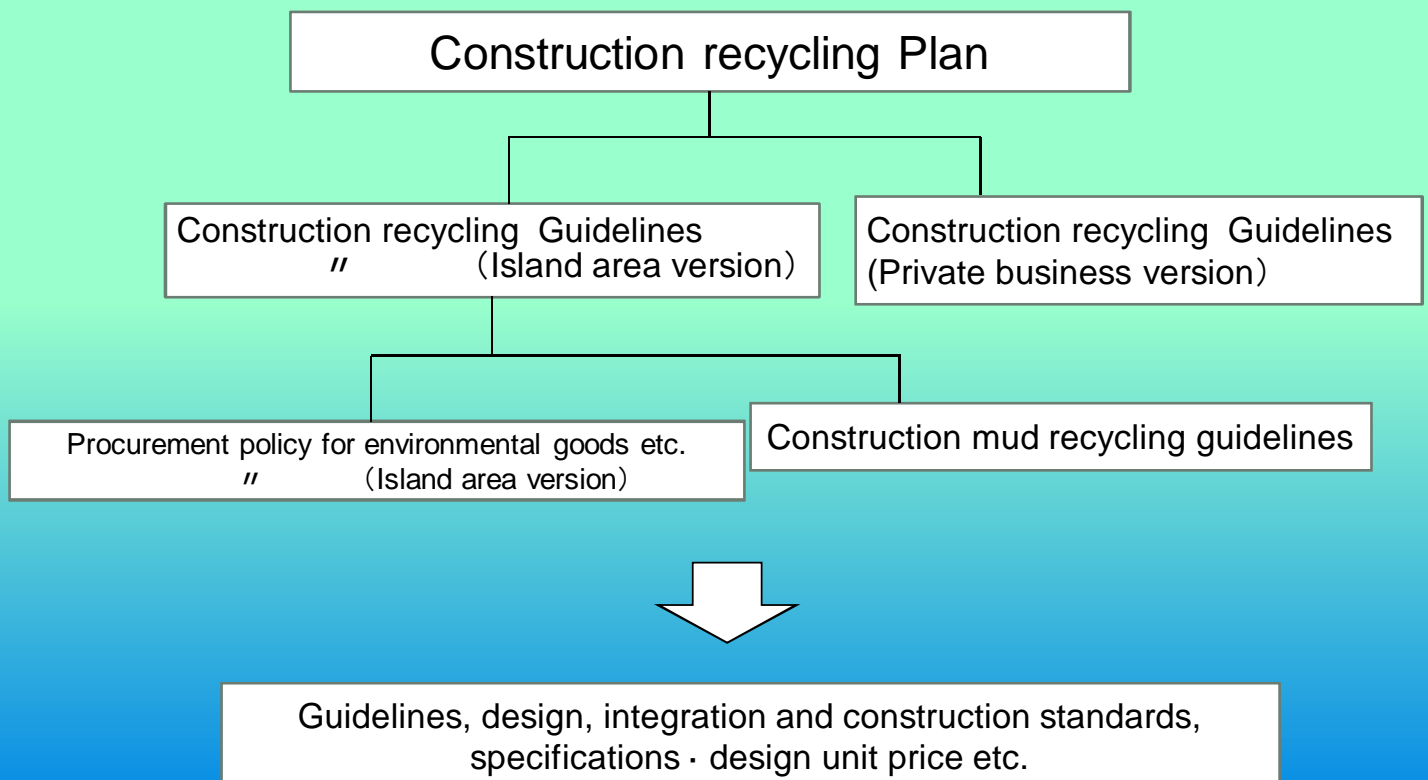 Construction recycling Plan
Construction recycling Guidelines
〃 （Island area version）
Construction recycling Guidelines
(Private business version）
Procurement policy for environmental goods etc.
〃 （Island area version）
Construction mud recycling guidelines
Guidelines, design, integration and construction standards,
specifications・design unit price etc.